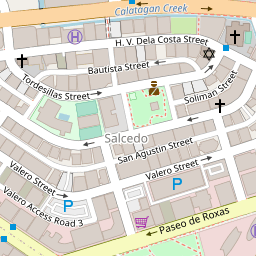 Calatagan Creek
H. V. Dela Costa Street
Bautista Street
Tordesillas Street
Soliman Street
Salcedo
San Agustin Street
Valero Street
Valero Street
Valero Access Road 3
Paseo de Roxas
H
P
P